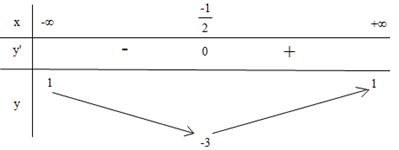 x -∞ -1/2 +∞
y' - 0 +
1 1
y
-3